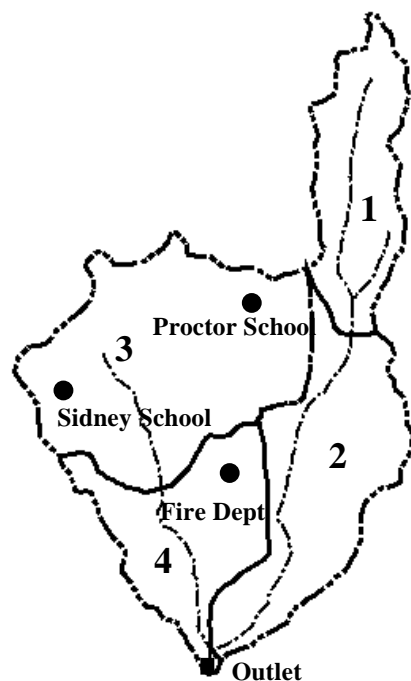 1
Proctor School
3
Sidney School
2
Fire Dept
4
Outlet